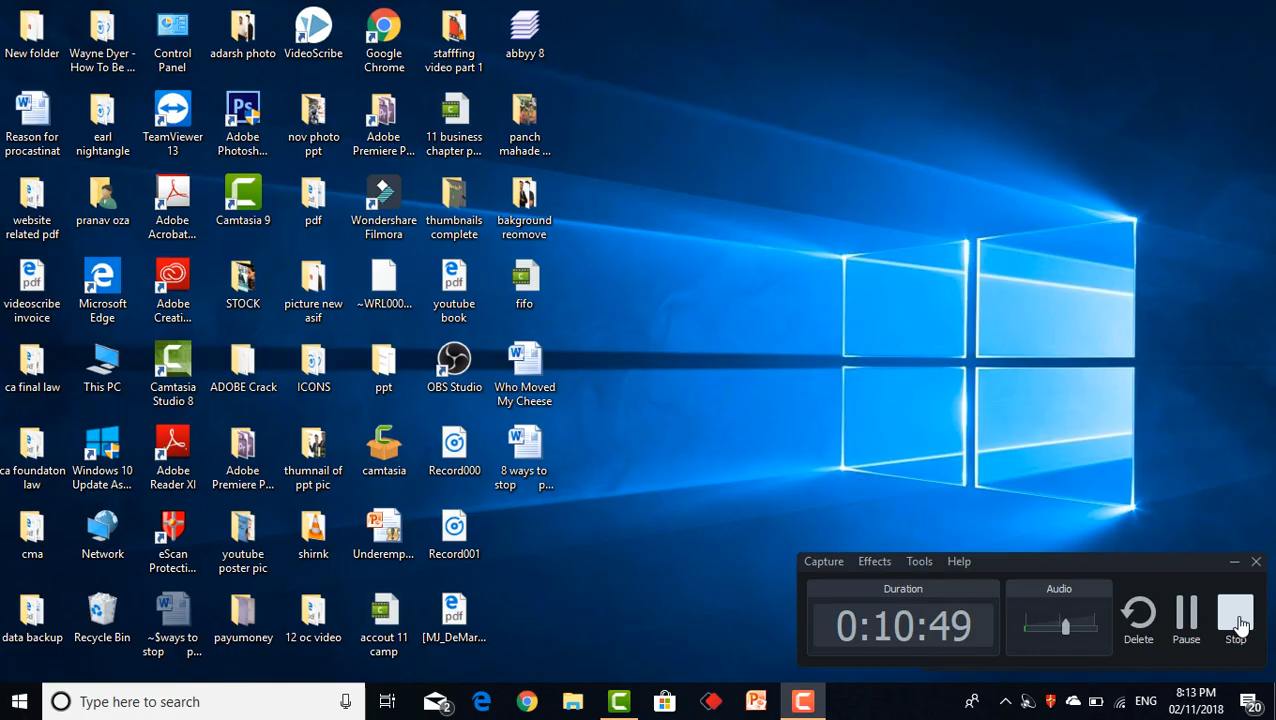 New folder
Wayne Dyer -
How To Be ...
Control
Panel
adarsh photo
VideoScribe
Google
Chrome
stafffing
video part 1
abbyy 8
Reason for
procastinat
earl
nightangle
TeamViewer
13
Ps
Adobe
Photosh...
nov photo
ppt
Adobe
Premiere P...
11 business
chapter p...
panch
mahade ...
website
related pdf
pranav oza
Adobe
Acrobat...
Camtasia 9
pdf
Wondershare
Filmora
thumbnails
complete
bakground
reomove
pdf
videoscribe
invoice
Microsoft
Edge
Adobe
Creati...
STOCK
picture new
asif
~WRL000...
pdf
youtube
book
fifo
ca final law
This PC
Camtasia
Studio 8
ADOBE Crack
ICONS
ppt
OBS Studio
Who Moved
My Cheese
ca foundaton
law
Windows 10
Update As...
Adobe
Reader XI
Adobe
Premiere P...
thumnail of
ppt pic
camtasia
Record000
8 ways to
stop p...
cma
Network
eScan
Protecti...
youtube
poster pic
shirnk
Underemp...
Record001
data backup
Recycle Bin
~$ways to
stop p...
payumoney
12 oc video
accout 11
camp
pdf
[MJ_DeMar...
Capture Effects Tools Help
Duration
0:10:49
Audio
Delete
Pause
Stop
Type here to search
2
ENG
8:13 PM
02/11/2018
20